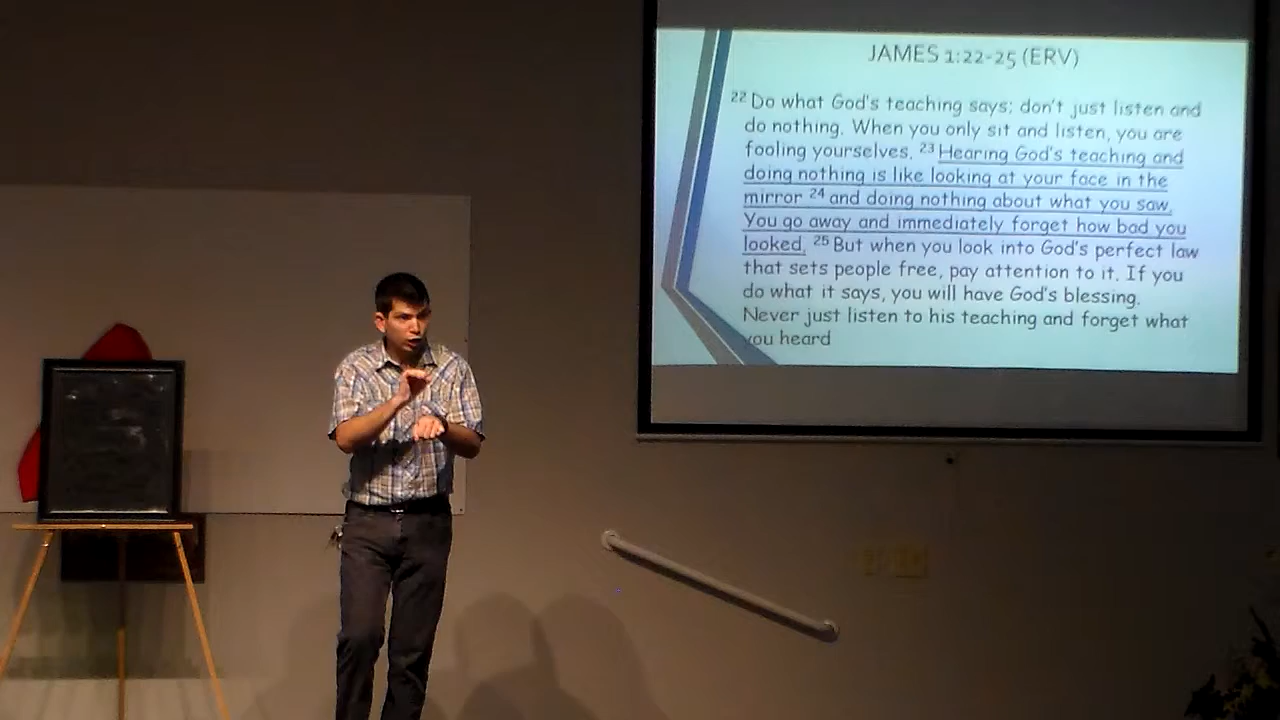 JAMES 1:22-25 (ERV)
22 Do what God's teaching says; don't just listen and
do nothing. When you only sit and listen, you are
fooling yourselves. 23 Hearing God's teaching and
doing nothing is like looking at your face in the
mirror 24 and doing nothing about what you saw.
You go away and immediately forget how bad you
looked. 25 But when you look into God's perfect law
that sets people free, pay attention to it. If you
do what it says, you will have God's blessing.
Never just listen to his teaching and forget what
you heard